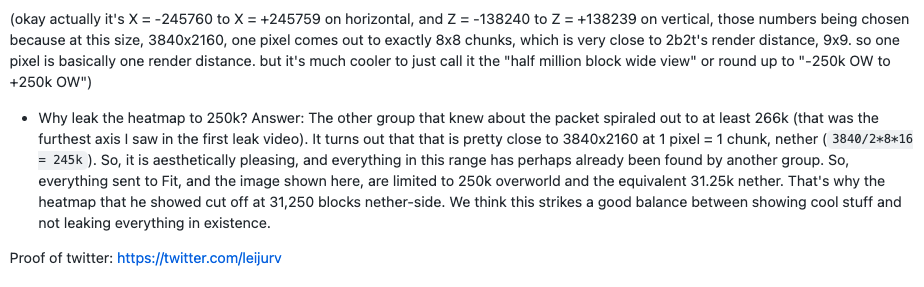 (okay actually it's X = -245760 to X = +245759 on horizontal, and Z = -138240 to Z = +138239 on vertical, those numbers being chosen
because at this size, 3840x2160, one pixel comes out to exactly 8x8 chunks, which is very close to 2b2t's render distance, 9x9. so one
pixel is basically one render distance. but it's much cooler to just call it the "half million block wide view" or round up to "-250k OW to
+250k OW")
• Why leak the heatmap to 250k? Answer: The other group that knew about the packet spiraled out to at least 266k (that was the
furthest axis I saw in the first leak video). It turns out that that is pretty close to 3840x2160 at 1 pixel = 1 chunk, nether ( 3840/2*8*16
= 245k ). So, it is aesthetically pleasing, and everything in this range has perhaps already been found by another group. So,
everything sent to Fit, and the image shown here, are limited to 250k overworld and the equivalent 31.25k nether. That's why the
heatmap that he showed cut off at 31,250 blocks nether-side. We think this strikes a good balance between showing cool stuff and
not leaking everything in existence.
Proof of twitter: https://twitter.com/leijurv